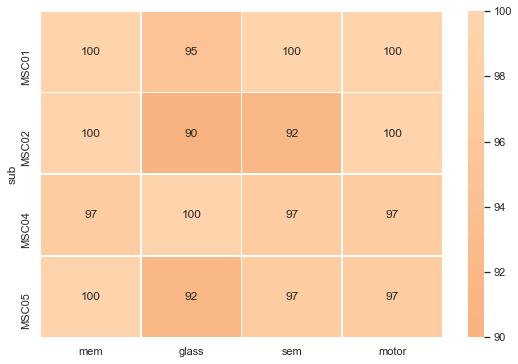 MSC01 100 95 100 100
MSC02 100 90 92 100
MSC04 97 100 97 97
MSC05 100 92 97 97
sub
mem glass sem motor
100
98
96
94
92
90